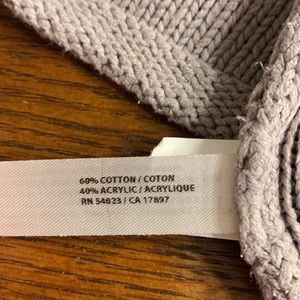 60% COTTON / COTON
40% ACRYLIC / ACRYLIQUE
RN 54023 / CA 17897